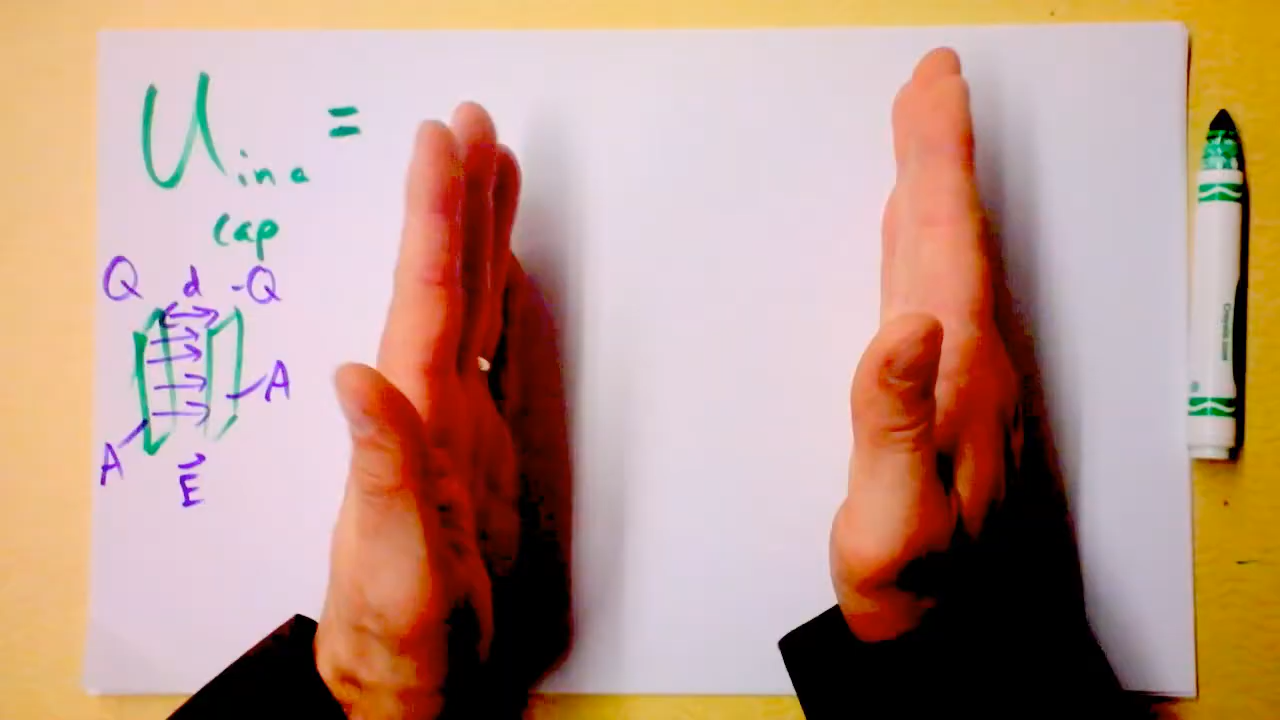 U in a =
cap
Q d -Q
A
A
E